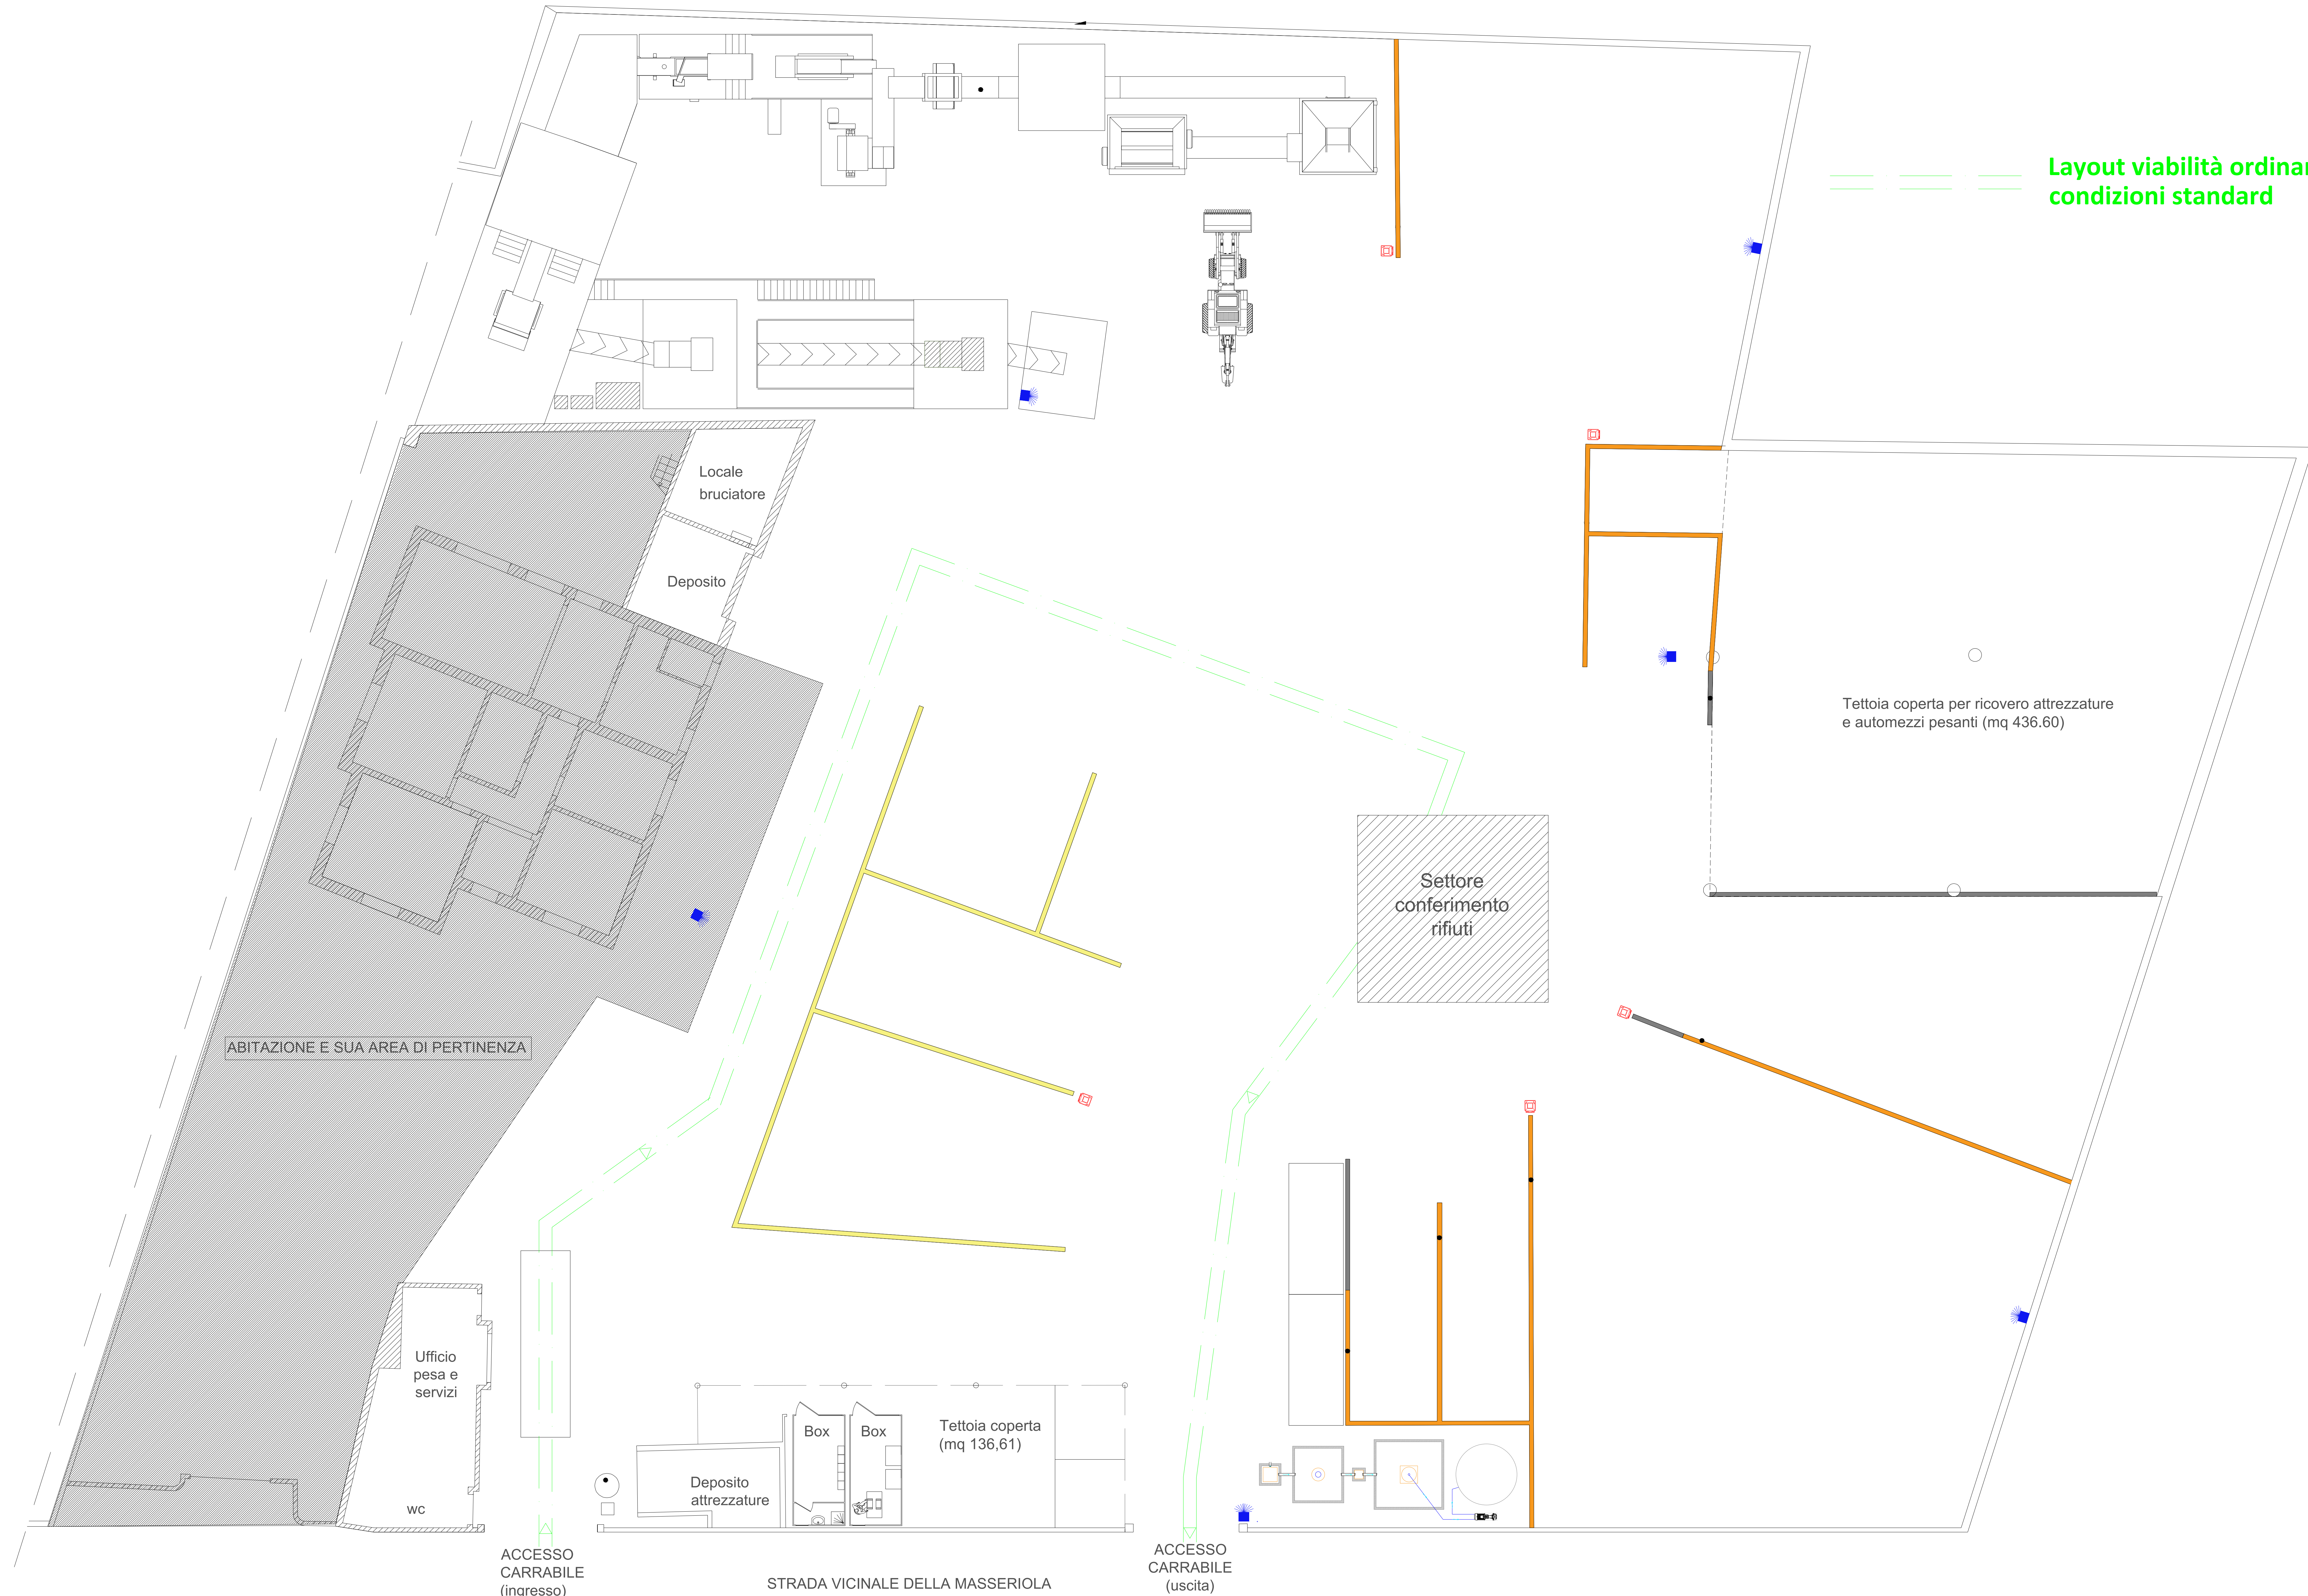 Layout viabilità
condizioni standard
Locale
bruciatore
Deposito
Tettoia coperta per ricovero attrezzature
e automezzi pesanti (mq 436.60)
Settore
conferimento
rifiuti
ABITAZIONE E SUA AREA DI PERTINENZA
Ufficio
pesa e
servizi
wc
Box
Box
Tettoia coperta
(mq 136,61)
Deposito
attrezzature
ACCESSO
CARRABILE
(ingresso)
ACCESSO
CARRABILE
(uscita)
STRADA VICINALE DELLA MASSERIOLA